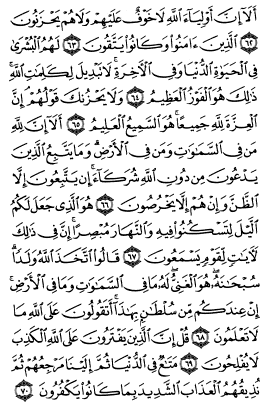 أَلَآ إِنَّ أَوْلِيَآءَ ٱللَّهِ لَا خَوْفٌ عَلَيْهِمْ وَلَا هُمْ يَحْزَنُونَ
٦٢ ٱلَّذِينَ ءَامَنُوا۟ وَكَانُوا۟ يَتَّقُونَ ٦٣ لَهُمُ ٱلْبُشْرَىٰ
فِى ٱلْحَيَوٰةِ ٱلدُّنْيَا وَفِى ٱلْءَاخِرَةِ ۚ لَا تَبْدِيلَ لِكَلِمَـٰتِ ٱللَّهِ ۚ
ذَٰلِكَ هُوَ ٱلْفَوْزُ ٱلْعَظِيمُ ٦٤ وَلَا يَحْزُنكَ قَوْلُهُمْ ۘ إِنَّ
ٱلْعِزَّةَ لِلَّهِ جَمِيعًا ۚ هُوَ ٱلسَّمِيعُ ٱلْعَلِيمُ ٦٥ أَلَآ إِنَّ لِلَّهِ
مَن فِى ٱلسَّمَـٰوَٰتِ وَمَن فِى ٱلْأَرْضِ ۗ وَمَا يَتَّبِعُ ٱلَّذِينَ
يَدْعُونَ مِن دُونِ ٱللَّهِ شُرَكَآءَ ۚ إِن يَتَّبِعُونَ إِلَّا
ٱلظَّنَّ وَإِنْ هُمْ إِلَّا يَخْرُصُونَ ٦٦ هُوَ ٱلَّذِى جَعَلَ لَكُمُ
ٱلَّيْلَ لِتَسْكُنُوا۟ فِيهِ وَٱلنَّهَارَ مُبْصِرًا ۚ إِنَّ فِى ذَٰلِكَ
لَءَايَـٰتٍ لِّقَوْمٍ يَسْمَعُونَ ٦٧ قَالُوا۟ ٱتَّخَذَ ٱللَّهُ وَلَدًا ۗ
سُبْحَـٰنَهُۥ ۖ هُوَ ٱلْغَنِىُّ ۖ لَهُۥ مَا فِى ٱلسَّمَـٰوَٰتِ وَمَا فِى ٱلْأَرْضِ ۚ
إِنْ عِندَكُم مِّن سُلْطَـٰنٍۭ بِهَـٰذَآ ۚ أَتَقُولُونَ عَلَى ٱللَّهِ مَا
لَا تَعْلَمُونَ ٦٨ قُلْ إِنَّ ٱلَّذِينَ يَفْتَرُونَ عَلَى ٱللَّهِ ٱلْكَذِبَ
لَا يُفْلِحُونَ ٦٩ مَتَـٰعٌ فِى ٱلدُّنْيَا ثُمَّ إِلَيْنَا مَرْجِعُهُمْ ثُمَّ
نُذِيقُهُمُ ٱلْعَذَابَ ٱلشَّدِيدَ بِمَا كَانُوا۟ يَكْفُرُونَ ٧٠